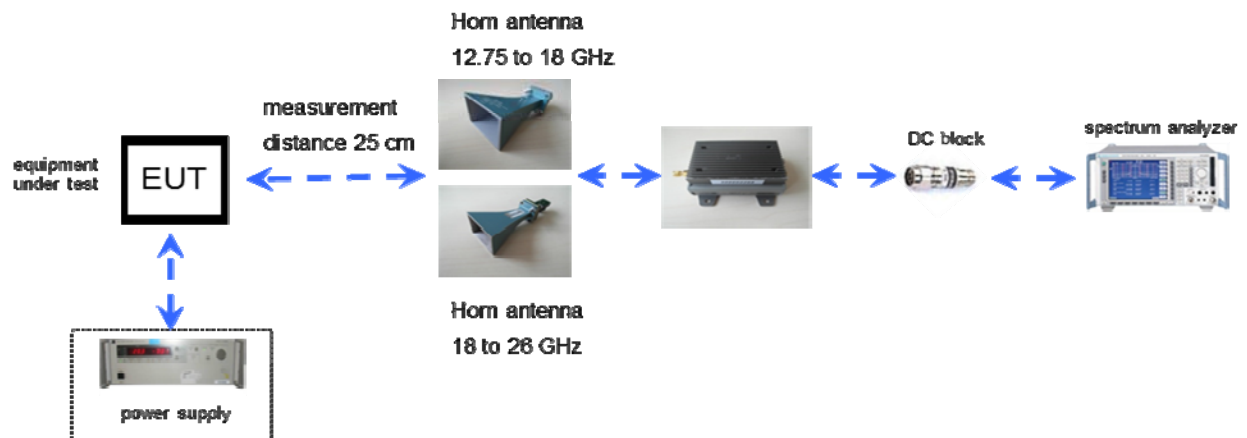 Horn antenna
12.75 to 18 GHz
measurement
distance 25 cm
equipment
under test
EUT
DC block
spectrum analyzer
Horn antenna
18 to 26 GHz
power supply